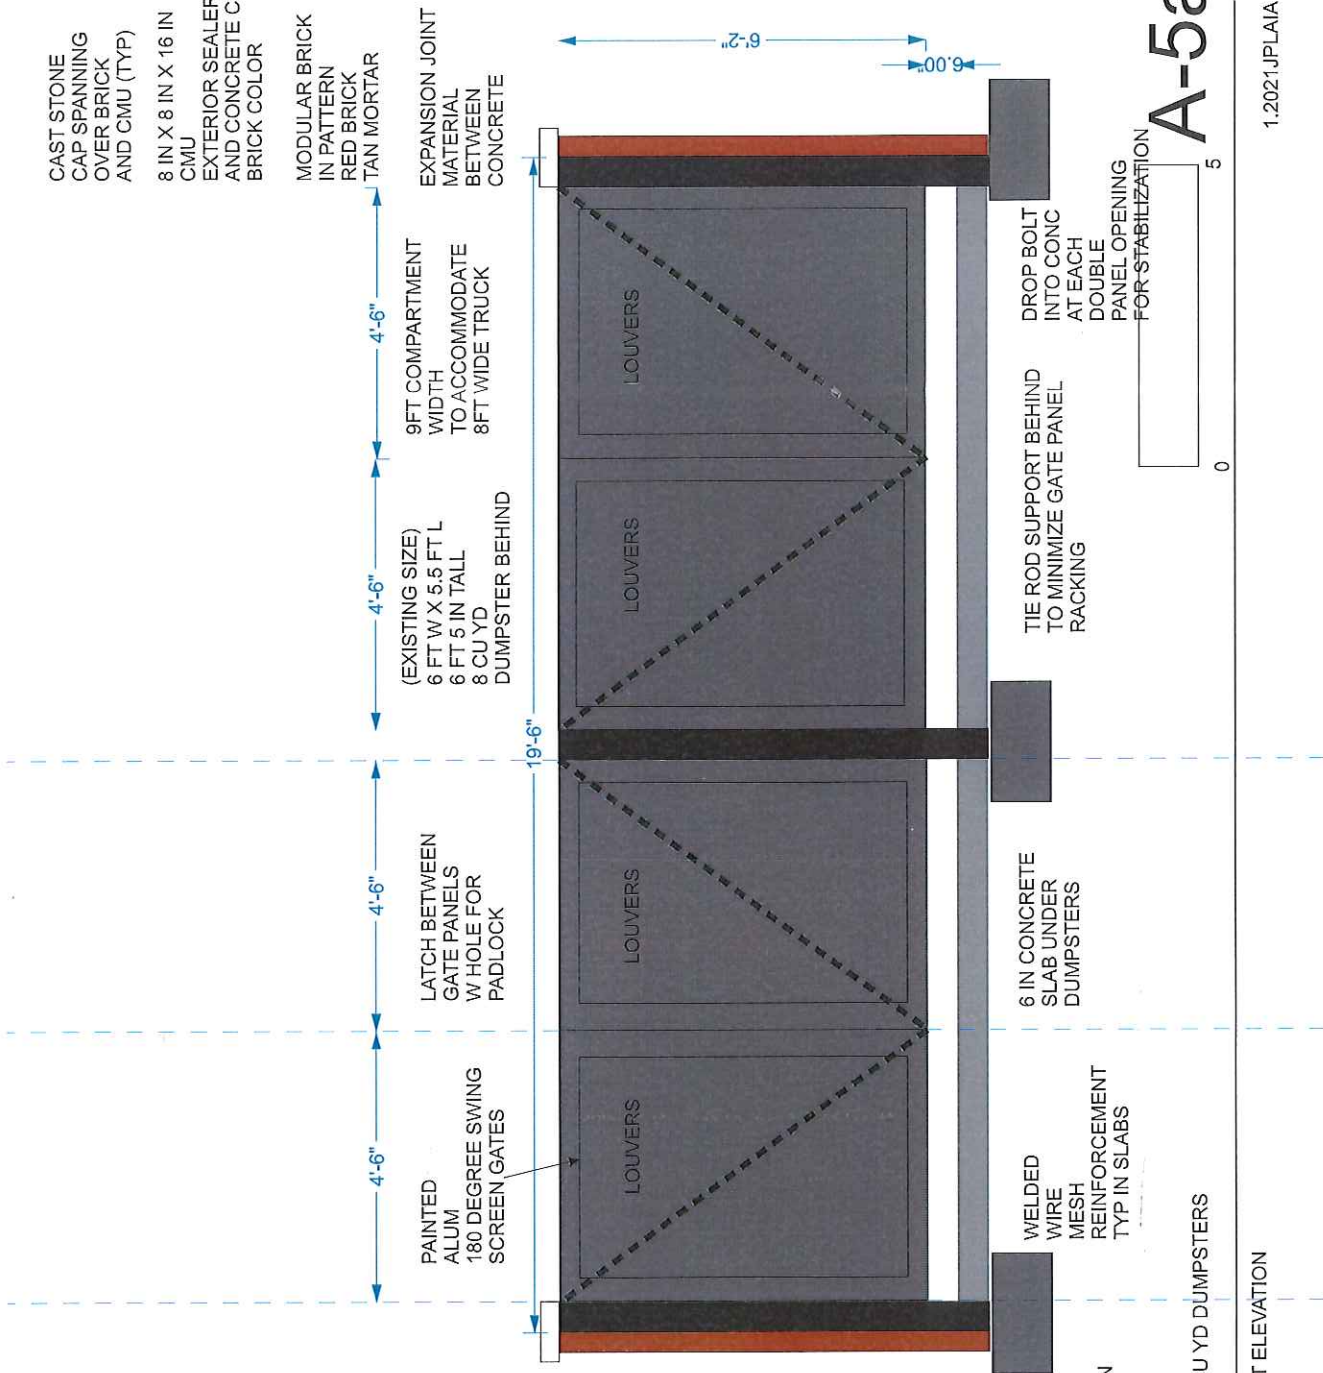 CAST STONE
CAP SPANNING
OVER BRICK
AND CMU (TYP)
8 IN X 8 IN X 16 IN
CMU
EXTERIOR SEALER
AND CONCRETE C
BRICK COLOR
MODULAR BRICK
IN PATTERN
RED BRICK
TAN MORTAR
EXPANSION JOINT
MATERIAL
BETWEEN
CONCRETE
4'-6"
4'-6"
4'-6"
4'-6"
PAINTED
ALUM
180 DEGREE SWING
SCREEN GATES
LATCH BETWEEN
GATE PANELS
W HOLE FOR
PADLOCK
(EXISTING SIZE)
6 FT W X 5.5 FT L
6 FT 5 IN TALL
8 CU YD
DUMPSTER BEHIND
9FT COMPARTMENT
WIDTH
TO ACCOMMODATE
8FT WIDE TRUCK
19'-6"
6'-2"
6.00"
LOUVERS
LOUVERS
LOUVERS
LOUVERS
WELDED
WIRE
MESH
REINFORCEMENT
TYP IN SLABS
6 IN CONCRETE
SLAB UNDER
DUMPSTERS
TIE ROD SUPPORT BEHIND
TO MINIMIZE GATE PANEL
RACKING
DROP BOLT
INTO CONC
AT EACH
DOUBLE
PANEL OPENING
FOR STABILIZATION
N
0
5
U YD DUMPSTERS
A-5a
T ELEVATION
1.2021JPLAIA